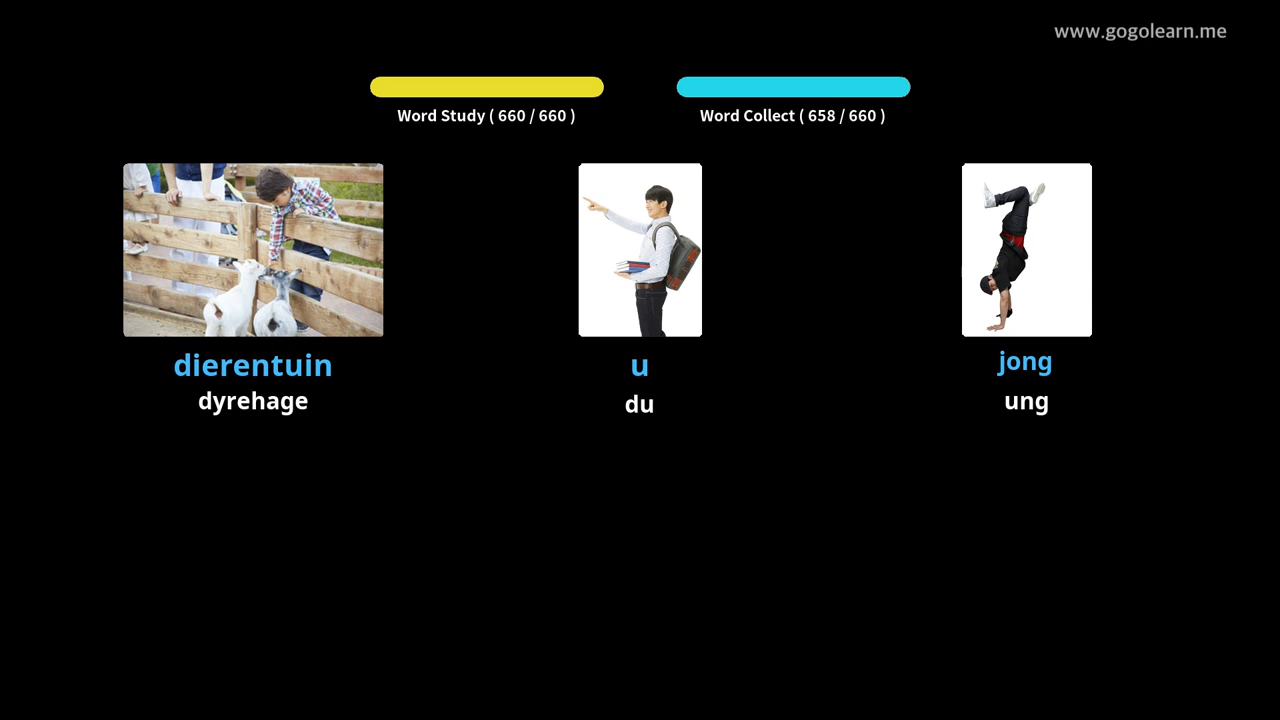 www.gogolearn.me
Word Study ( 660 / 660 )
Word Collect ( 658 / 660 )
dierentuin
dyrehage
u
du
jong
ung